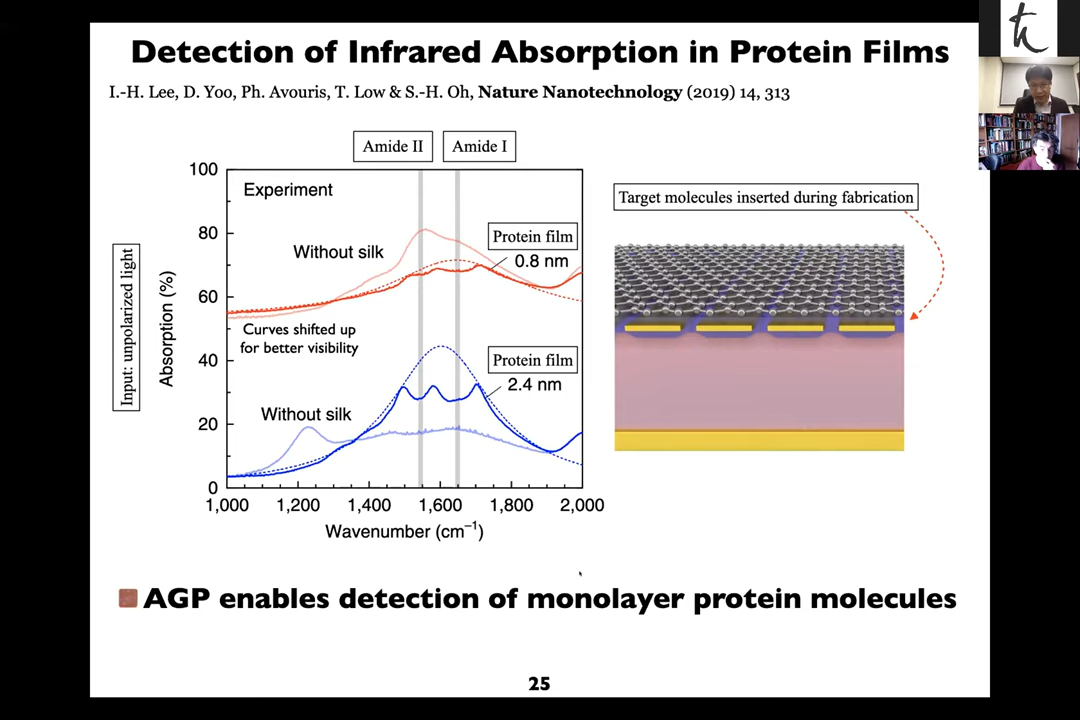 Detection of Infrared Absorption in Protein Films
I.-H. Lee, D. Yoo, Ph. Avouris, T. Low & S.-H. Oh, Nature Nanotechnology (2019) 14, 313
Amide II
Amide I
100
80
60
40
20
0
Absorption (%)
Input: unpolarized light
Experiment
Without silk
Protein film
0.8 nm
Curves shifted up
for better visibility
Protein film
2.4 nm
Without silk
1,000
1,200
1,400
1,600
1,800
2,000
Wavenumber (cm⁻¹)
Target molecules inserted during fabrication
AGP enables detection of monolayer protein molecules
25